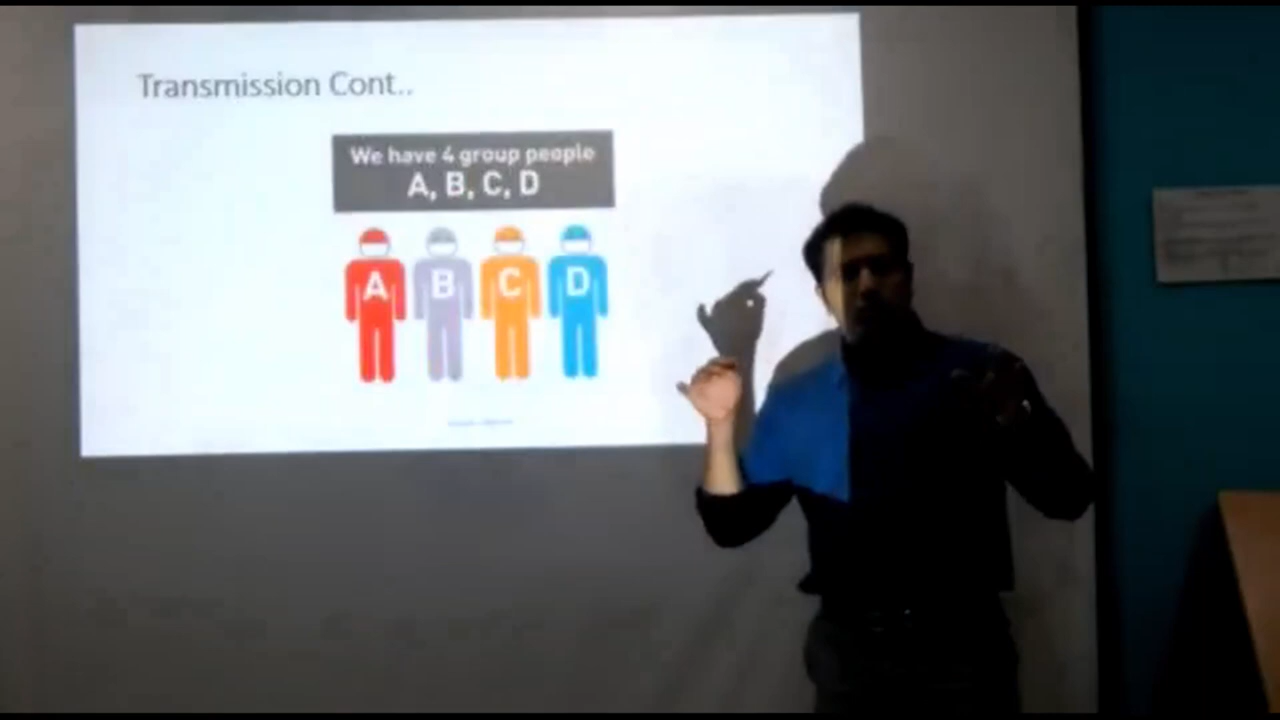 Transmission Cont..
We have 4 group people
A, B, C, D
A B C D